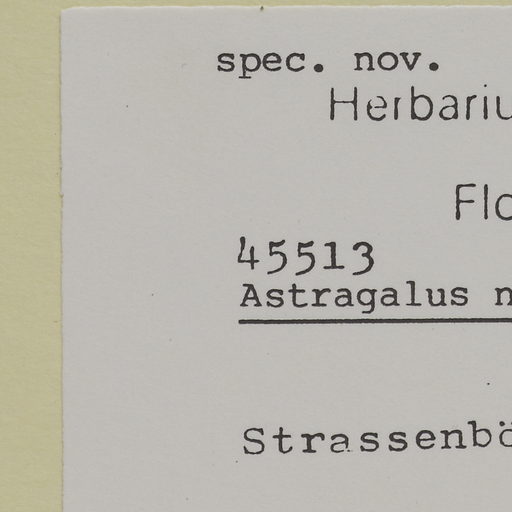 spec. nov.
Herbariu
Flo
45513
Astragalus n
Strassenbö